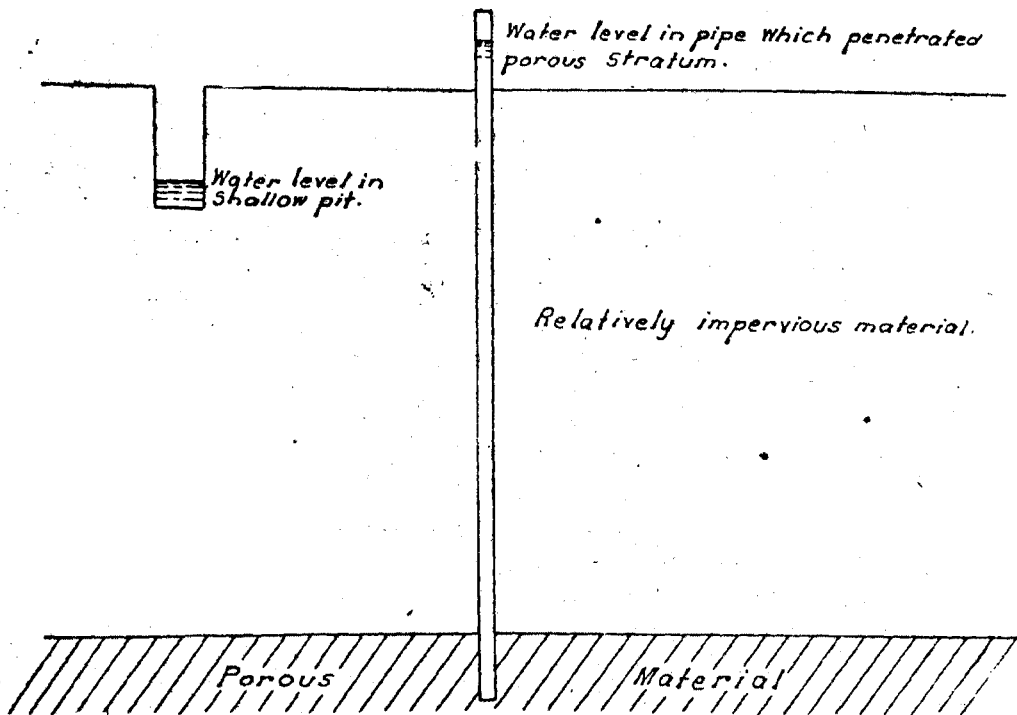 Water level in pipe Which penetrated
porous Stratum.
Water level in
Shallow pit.
Relatively impervious material.
Porous Material